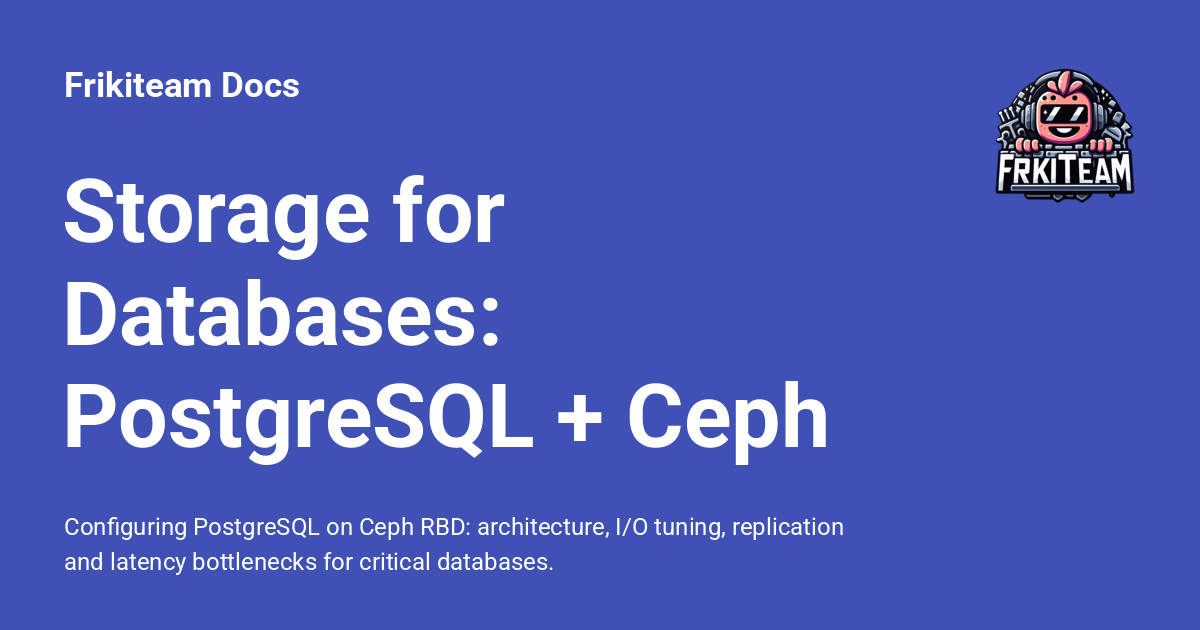 Frikiteam Docs
FRKITEAM
Storage for
Databases:
PostgreSQL + Ceph
Configuring PostgreSQL on Ceph RBD: architecture, I/O tuning, replication
and latency bottlenecks for critical databases.